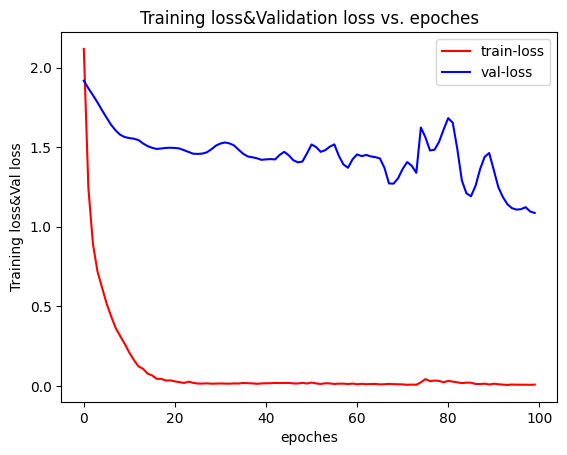 Training loss&Validation loss vs. epoches
train-loss
val-loss
Training loss&Val loss
2.0
1.5
1.0
0.5
0.0
0
20
40
60
80
100
epoches